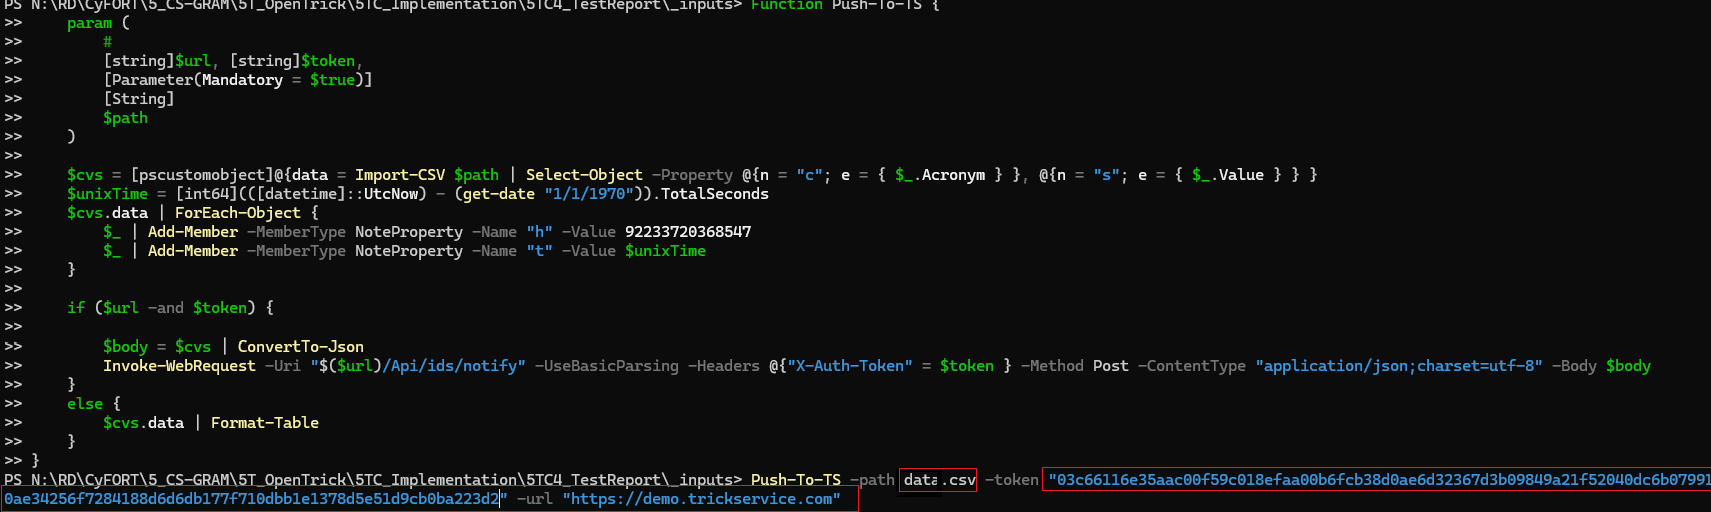 PS N:\RD\CyFORT\5_CS-GRAM\5T_OpenTrick\5TC_Implementation\5TC4_TestReport\_inputs> Function Push-To-TS {
>>     param (
>>         #
>>         [string]$url, [string]$token,
>>         [Parameter(Mandatory = $true)]
>>         [String]
>>         $path
>>     )
>>
>>     $cvs = [pscustomobject]@{data = Import-CSV $path | Select-Object -Property @{n = "c"; e = { $_.Acronym } }, @{n = "s"; e = { $_.Value } } }
>>     $unixTime = [int64](([datetime]::UtcNow) - (get-date "1/1/1970")).TotalSeconds
>>     $cvs.data | ForEach-Object {
>>         $_ | Add-Member -MemberType NoteProperty -Name "h" -Value 92233720368547
>>         $_ | Add-Member -MemberType NoteProperty -Name "t" -Value $unixTime
>>     }
>>
>>     if ($url -and $token) {
>>
>>         $body = $cvs | ConvertTo-Json
>>         Invoke-WebRequest -Uri "$($url)/Api/ids/notify" -UseBasicParsing -Headers @{"X-Auth-Token" = $token } -Method Post -ContentType "application/json;charset=utf-8" -Body $body
>>     }
>>     else {
>>         $cvs.data | Format-Table
>>     }
>> }
PS N:\RD\CyFORT\5_CS-GRAM\5T_OpenTrick\5TC_Implementation\5TC4_TestReport\_inputs> Push-To-TS -path data.csv -token "03c66116e35aac00f59c018efaa00b6fcb38d0ae6d32367d3b09849a21f52040dc6b07991
0ae34256f7284188d6d6db177f710dbb1e1378d5e51d9cb0ba223d2" -url "https://demo.trickservice.com"